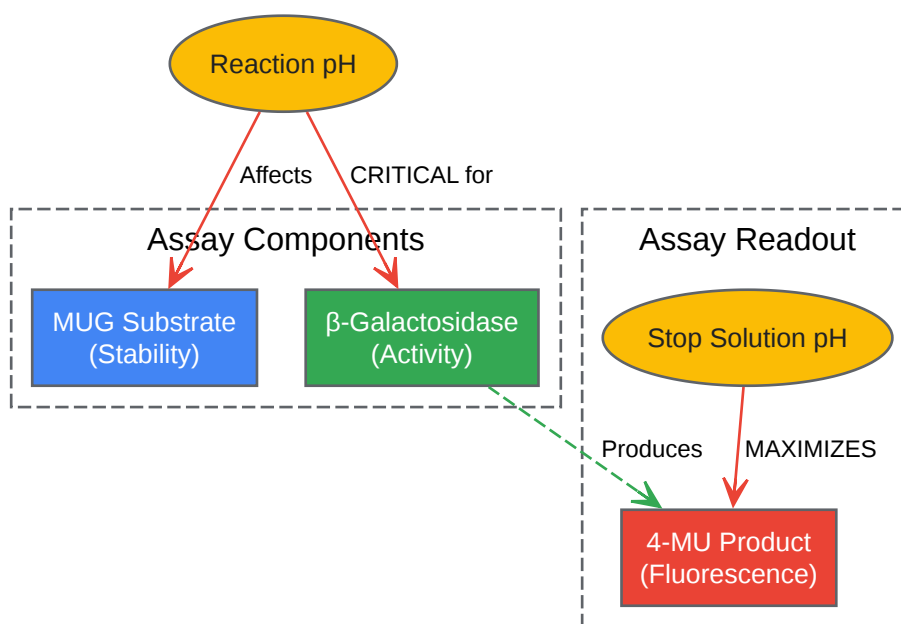 Reaction pH
Affects
CRITICAL for
Assay Components
Assay Readout
MUG Substrate
(Stability)
β-Galactosidase
(Activity)
Stop Solution pH
Produces
MAXIMIZES
4-MU Product
(Fluorescence)